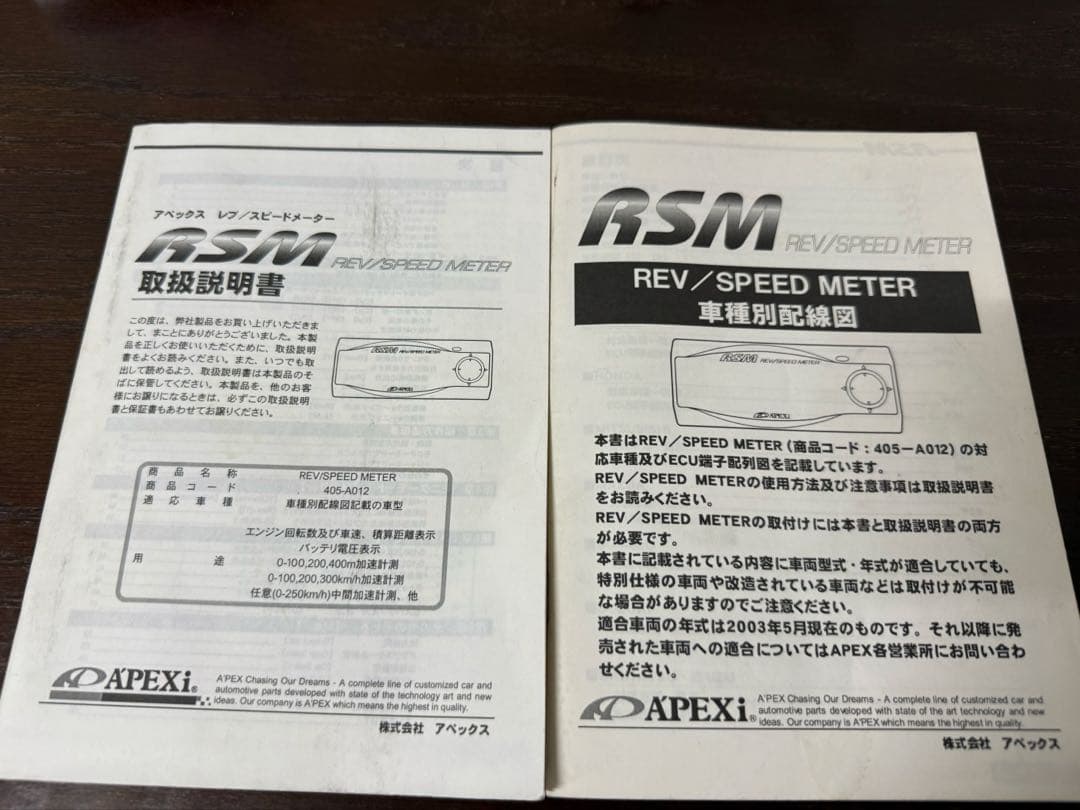 アペックス レブ／スピードメーター
RSM REV/SPEED METER
取扱説明書
この度は、弊社製品をお買い上げいただきま
して、まことにありがとうございました。本製
品を正しくお使いいただくために、取扱説明
書をよくお読みください。また、いつでも取
出して読めるよう、取扱説明書は本製品のそ
ばに保管してください。本製品を、他のお客
様にお譲りになるときは、必ずこの取扱説明
書と保証書もあわせてお譲りください。
RSM REV/SPEED METER
APEXi
商品名称 REV/SPEED METER
商品コード 405-A012
適応車種 車種別配線図記載の車型
用途 エンジン回転数及び車速、積算距離表示
バッテリ電圧表示
0-100,200,400m加速計測
0-100,200,300km/h加速計測
任意(0-250km/h)中間加速計測、他
A'PEXi®
A'PEX Chasing Our Dreams - A complete line of customized car and
automotive parts developed with state of the technology art and new
ideas. Our company is A'PEX which means the highest in quality.
株式会社 アペックス
RSM REV/SPEED METER
REV／SPEED METER
車種別配線図
RSM REV/SPEED METER
APEXi
本書はREV／SPEED METER（商品コード：405－A012）の対
応車種及びECU端子配列図を記載しています。
REV／SPEED METERの使用方法及び注意事項は取扱説明書
をお読みください。
REV／SPEED METERの取付けには本書と取扱説明書の両方
が必要です。
本書に記載されている内容に車両型式・年式が適合していても、
特別仕様の車両や改造されている車両などは取付けが不可能
な場合がありますのでご注意ください。
適合車両の年式は2003年5月現在のものです。それ以降に発
売された車両への適合についてはAPEX各営業所にお問い合わ
せください。
A'PEXi®
A'PEX Chasing Our Dreams - A complete line of customized car and
automotive parts developed with state of the art technology and new
ideas. Our company is A'PEX which means the highest in quality.
株式会社 アペックス